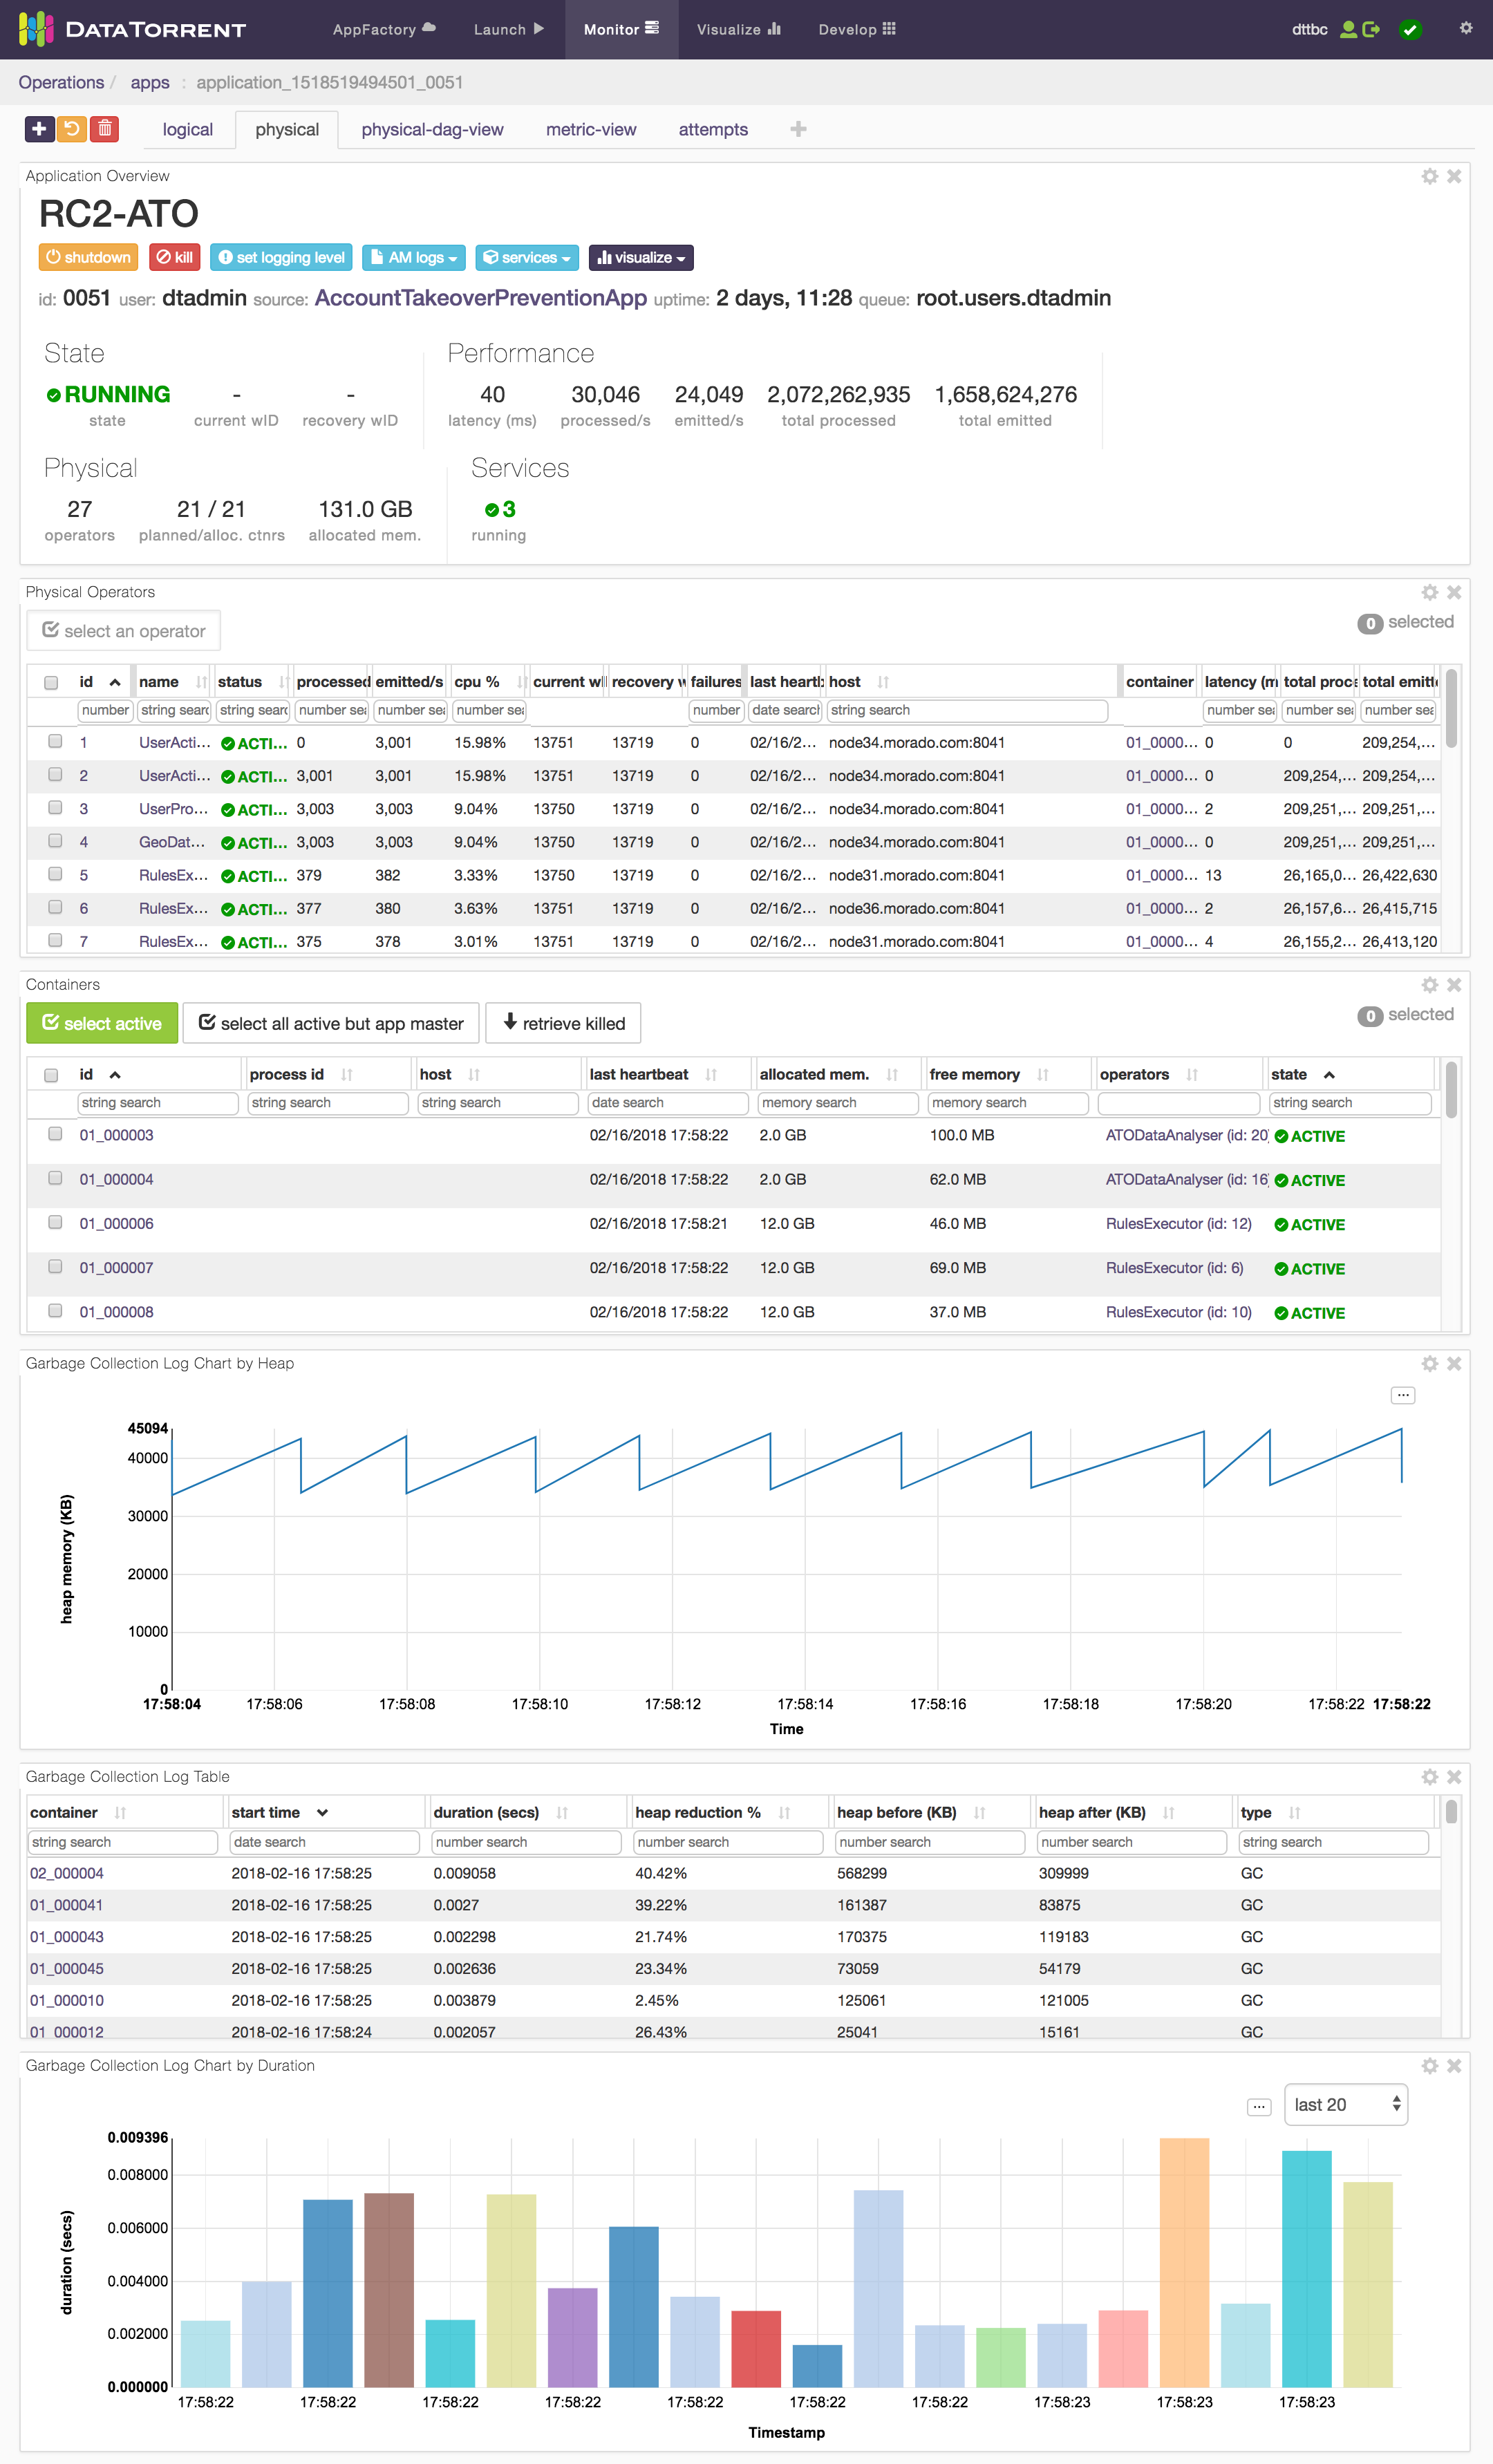 DATATORRENT AppFactory Launch Monitor Visualize Develop dttbc
Operations / apps : application_1518519494501_0051
logical physical physical-dag-view metric-view attempts
Application Overview
RC2-ATO
shutdown kill set logging level AM logs services visualize
id: 0051 user: dtadmin source: AccountTakeoverPreventionApp uptime: 2 days, 11:28 queue: root.users.dtadmin
State Performance
RUNNING - - 40 30,046 24,049 2,072,262,935 1,658,624,276
state current wID recovery wID latency (ms) processed/s emitted/s total processed total emitted
Physical Services
27 21 / 21 131.0 GB 3
operators planned/alloc. ctnrs allocated mem. running
Physical Operators
select an operator 0 selected
id name status processed emitted/s cpu % current wI recovery failures last heartb host container latency (m total proc total emitt
number string searc string searc number sea number sea number sea number date search string search number sea number sea number sea
1 UserActi... ACTI... 0 3,001 15.98% 13751 13719 0 02/16/2... node34.morado.com:8041 01_0000... 0 0 209,254,...
2 UserActi... ACTI... 3,001 3,001 15.98% 13751 13719 0 02/16/2... node34.morado.com:8041 01_0000... 0 209,254,... 209,254,...
3 UserPro... ACTI... 3,003 3,003 9.04% 13750 13719 0 02/16/2... node34.morado.com:8041 01_0000... 2 209,251,... 209,251,...
4 GeoDat... ACTI... 3,003 3,003 9.04% 13750 13719 0 02/16/2... node34.morado.com:8041 01_0000... 0 209,251,... 209,251,...
5 RulesEx... ACTI... 379 382 3.33% 13750 13719 0 02/16/2... node31.morado.com:8041 01_0000... 13 26,165,0... 26,422,630
6 RulesEx... ACTI... 377 380 3.63% 13751 13719 0 02/16/2... node36.morado.com:8041 01_0000... 2 26,157,6... 26,415,715
7 RulesEx... ACTI... 375 378 3.01% 13751 13719 0 02/16/2... node31.morado.com:8041 01_0000... 4 26,155,2... 26,413,120
Containers
select active select all active but app master retrieve killed 0 selected
id process id host last heartbeat allocated mem. free memory operators state
string search string search string search date search memory search memory search string search
01_000003 02/16/2018 17:58:22 2.0 GB 100.0 MB ATODataAnalyser (id: 20) ACTIVE
01_000004 02/16/2018 17:58:22 2.0 GB 62.0 MB ATODataAnalyser (id: 16) ACTIVE
01_000006 02/16/2018 17:58:21 12.0 GB 46.0 MB RulesExecutor (id: 12) ACTIVE
01_000007 02/16/2018 17:58:22 12.0 GB 69.0 MB RulesExecutor (id: 6) ACTIVE
01_000008 02/16/2018 17:58:22 12.0 GB 37.0 MB RulesExecutor (id: 10) ACTIVE
Garbage Collection Log Chart by Heap
...
45094
40000
30000
20000
10000
0
heap memory (KB)
17:58:04 17:58:06 17:58:08 17:58:10 17:58:12 17:58:14 17:58:16 17:58:18 17:58:20 17:58:22 17:58:22
Time
Garbage Collection Log Table
container start time duration (secs) heap reduction % heap before (KB) heap after (KB) type
string search date search number search number search number search number search string search
02_000004 2018-02-16 17:58:25 0.009058 40.42% 568299 309999 GC
01_000041 2018-02-16 17:58:25 0.0027 39.22% 161387 83875 GC
01_000043 2018-02-16 17:58:25 0.002298 21.74% 170375 119183 GC
01_000045 2018-02-16 17:58:25 0.002636 23.34% 73059 54179 GC
01_000010 2018-02-16 17:58:25 0.003879 2.45% 125061 121005 GC
01_000012 2018-02-16 17:58:24 0.002057 26.43% 25041 15161 GC
Garbage Collection Log Chart by Duration
... last 20
0.009396
0.008000
0.006000
0.004000
0.002000
0.000000
duration (secs)
17:58:22 17:58:22 17:58:22 17:58:22 17:58:22 17:58:22 17:58:22 17:58:23 17:58:23 17:58:23
Timestamp